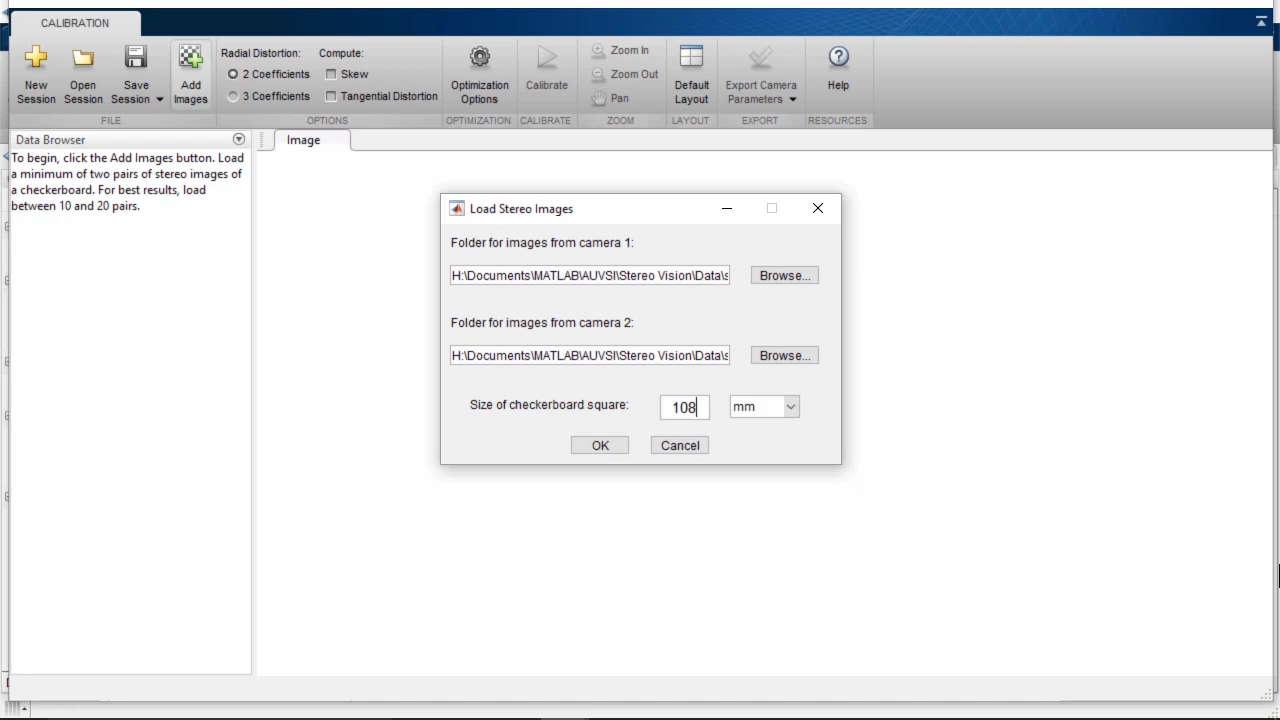 CALIBRATION
New Session
Open Session
Save Session
Add Images
FILE
Radial Distortion:
2 Coefficients
3 Coefficients
Compute:
Skew
Tangential Distortion
OPTIONS
Optimization Options
OPTIMIZATION
Calibrate
CALIBRATE
Zoom In
Zoom Out
Pan
ZOOM
Default Layout
LAYOUT
Export Camera Parameters
EXPORT
Help
RESOURCES
Data Browser
To begin, click the Add Images button. Load
a minimum of two pairs of stereo images of
a checkerboard. For best results, load
between 10 and 20 pairs.
Image
Load Stereo Images
Folder for images from camera 1:
H:\Documents\MATLAB\AUVSI\Stereo Vision\Data\s
Browse...
Folder for images from camera 2:
H:\Documents\MATLAB\AUVSI\Stereo Vision\Data\s
Browse...
Size of checkerboard square:
108
mm
OK
Cancel